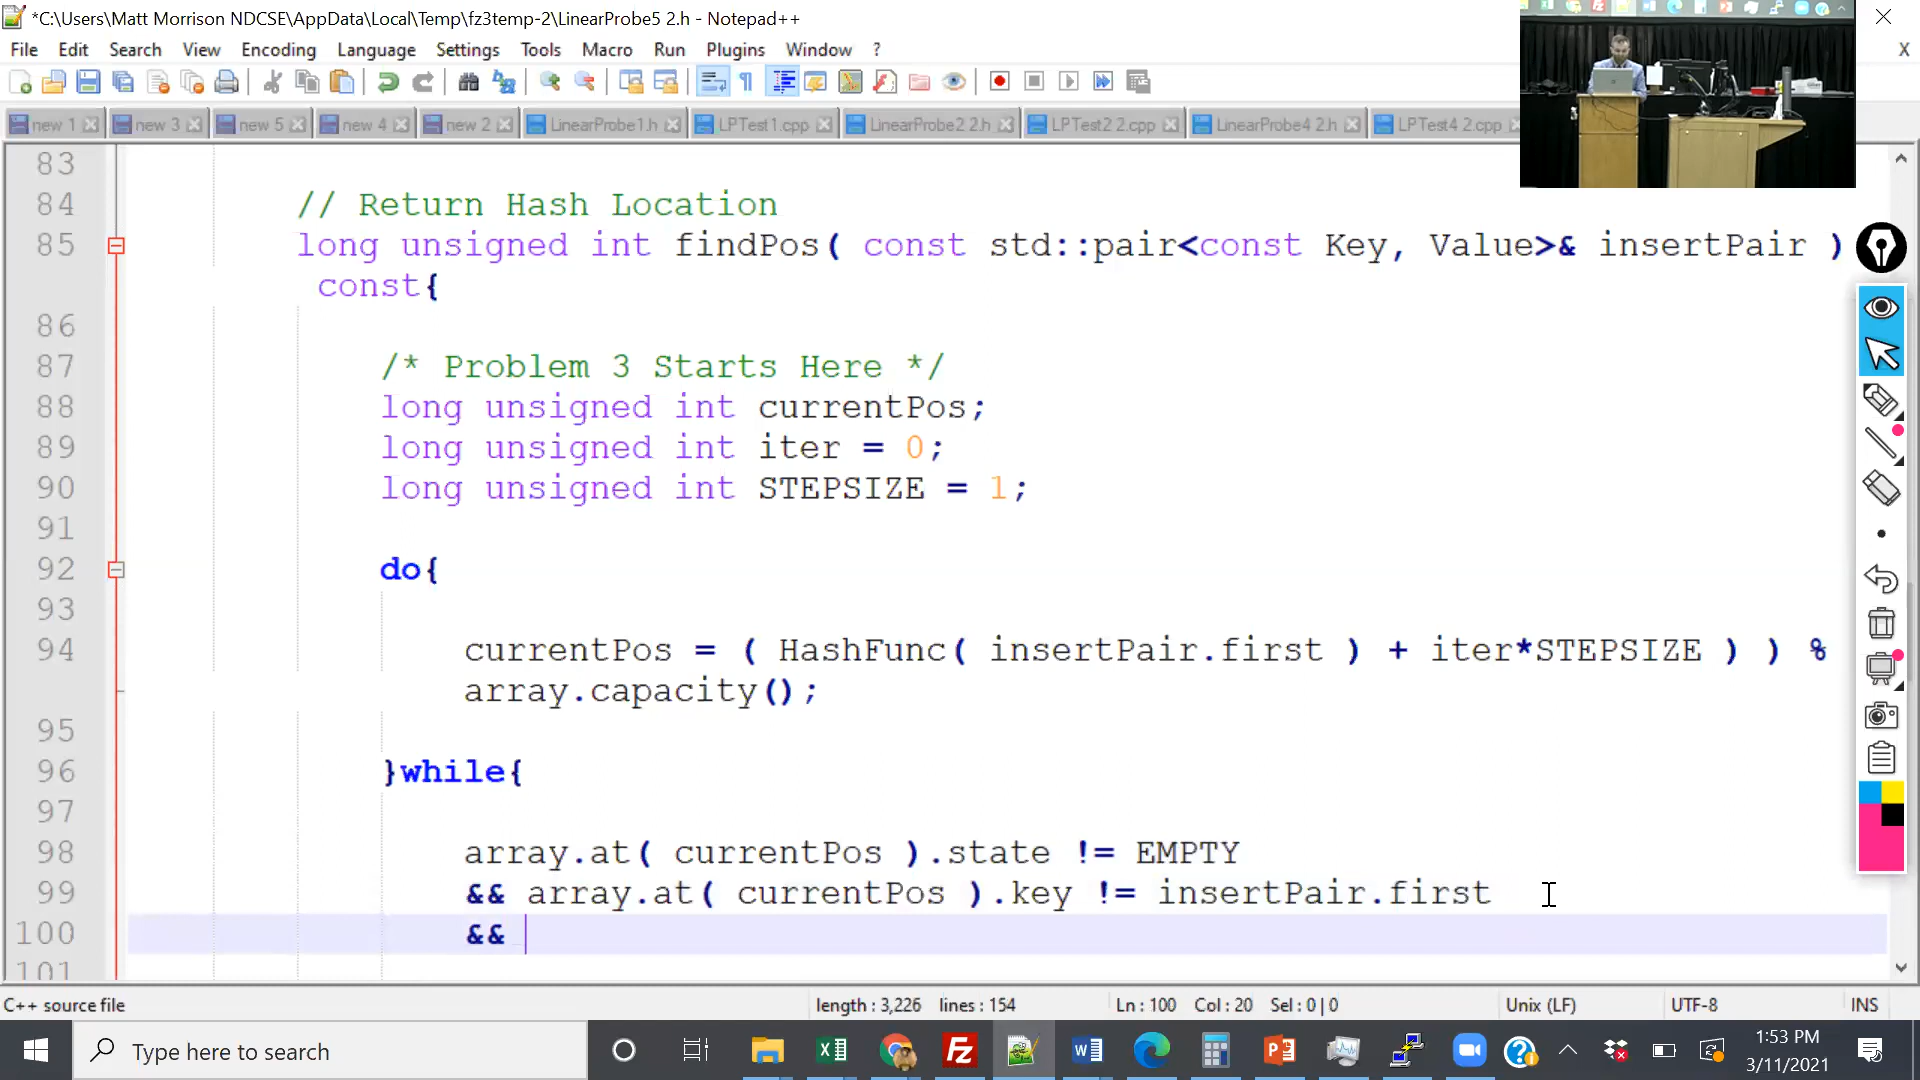 *C:\Users\Matt Morrison NDCSE\AppData\Local\Temp\fz3temp-2\LinearProbe5 2.h - Notepad++
File Edit Search View Encoding Language Settings Tools Macro Run Plugins Window ? X
new 1 new 3 new 5 new 4 new 2 LinearProbe1.h LPTest1.cpp LinearProbe2 2.h LPTest2 2.cpp LinearProbe4 2.h LPTest4 2.cpp
83
84 // Return Hash Location
85 long unsigned int findPos( const std::pair<const Key, Value>& insertPair )
const{
86
87 /* Problem 3 Starts Here */
88 long unsigned int currentPos;
89 long unsigned int iter = 0;
90 long unsigned int STEPSIZE = 1;
91
92 do{
93
94 currentPos = ( HashFunc( insertPair.first ) + iter*STEPSIZE ) ) %
array.capacity();
95
96 }while{
97
98 array.at( currentPos ).state != EMPTY
99 && array.at( currentPos ).key != insertPair.first
100 &&
101
C++ source file length : 3,226 lines : 154 Ln : 100 Col : 20 Sel : 0 | 0 Unix (LF) UTF-8 INS
Type here to search
1:53 PM
3/11/2021